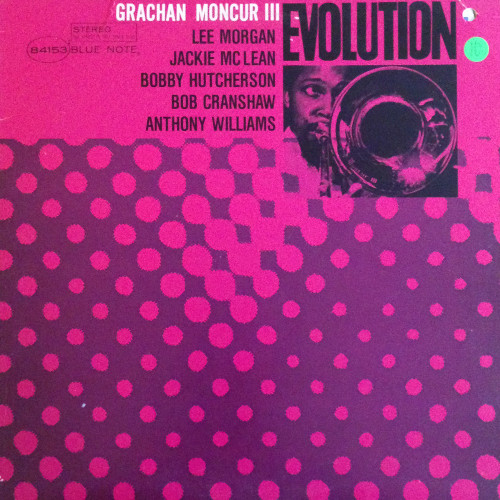 GRACHAN MONCUR III
EVOLUTION
LEE MORGAN
JACKIE McLEAN
BOBBY HUTCHERSON
BOB CRANSHAW
ANTHONY WILLIAMS
STEREO
84153 BLUE NOTE